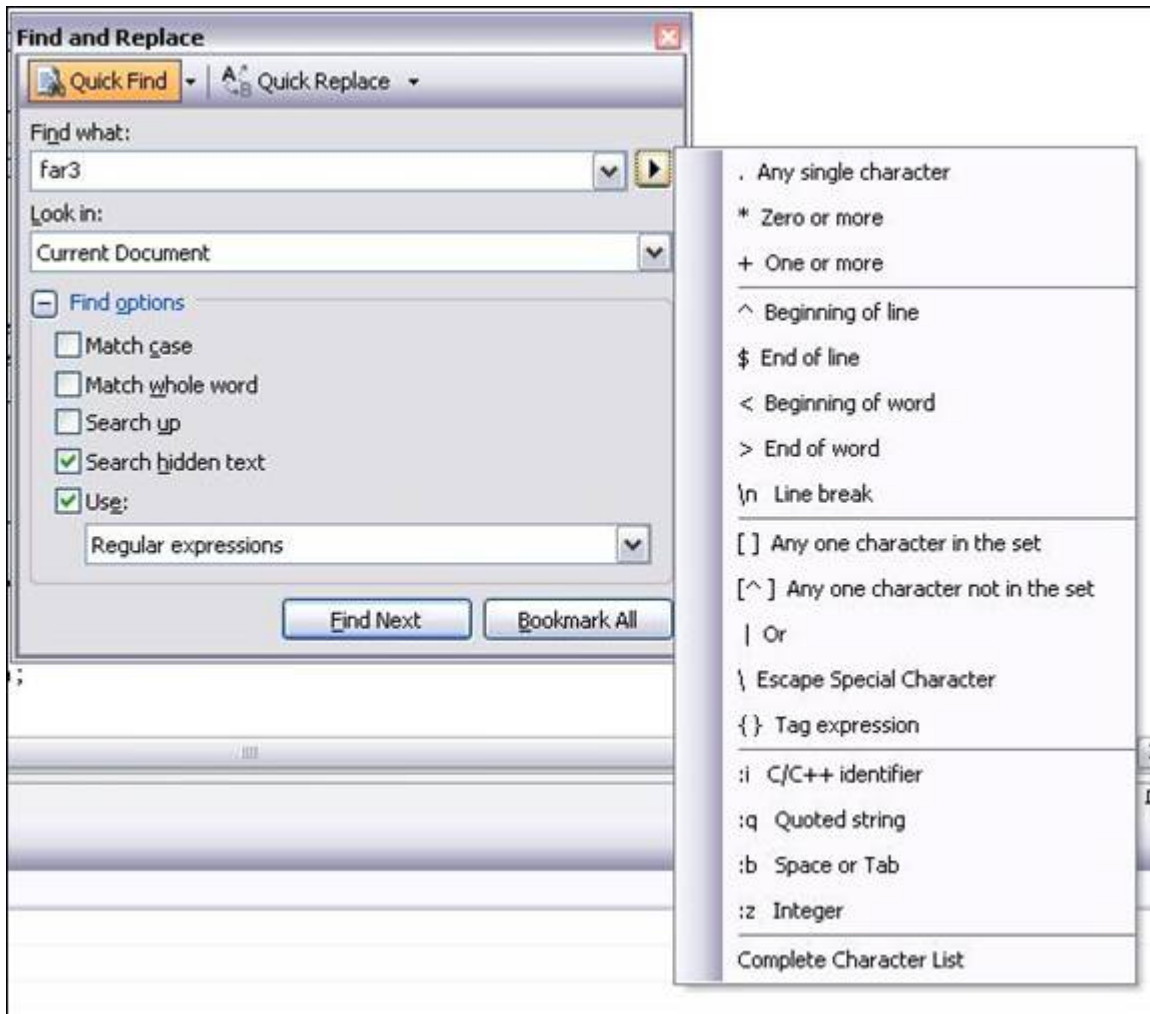 Find and Replace
Quick Find
Quick Replace
Find what:
far3
Look in:
Current Document
Find options
Match case
Match whole word
Search up
Search hidden text
Use:
Regular expressions
Find Next
Bookmark All
;
. Any single character
* Zero or more
+ One or more
^ Beginning of line
$ End of line
< Beginning of word
> End of word
\n Line break
[ ] Any one character in the set
[^ ] Any one character not in the set
| Or
\ Escape Special Character
{ } Tag expression
:i C/C++ identifier
:q Quoted string
:b Space or Tab
:z Integer
Complete Character List